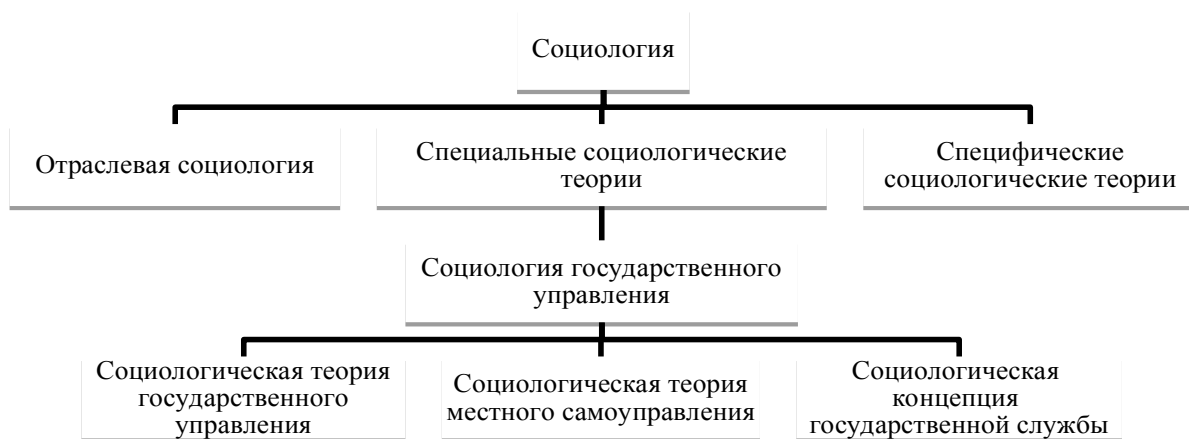 Социология
Отраслевая социология
Специальные социологические
теории
Специфические
социологические теории
Социология государственного
управления
Социологическая теория
государственного
управления
Социологическая теория
местного самоуправления
Социологическая
концепция
государственной службы